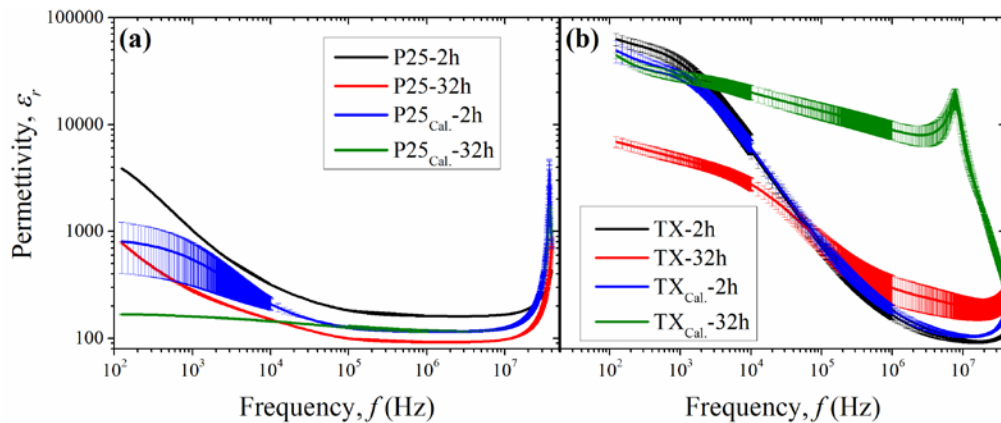 (a)
P25-2h
P25-32h
P25Cal.-2h
P25Cal.-32h
(b)
TX-2h
TX-32h
TXCal.-2h
TXCal.-32h
Permettivity, εr
100000
10000
1000
100
10² 10³ 10⁴ 10⁵ 10⁶ 10⁷
10² 10³ 10⁴ 10⁵ 10⁶ 10⁷
Frequency, f (Hz)
Frequency, f (Hz)